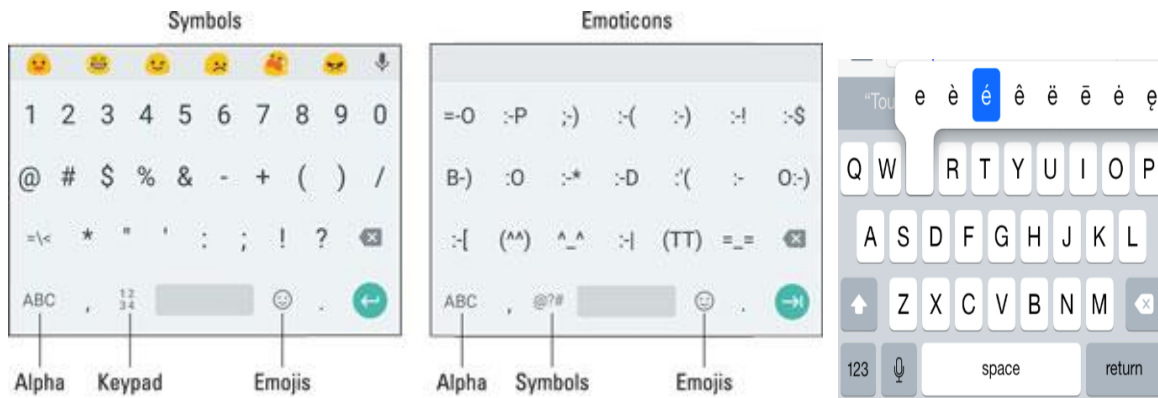 Symbols
1 2 3 4 5 6 7 8 9 0
@ # $ % & - + ( ) /
=\< * " ' : ; ! ?
ABC , 12 34 .
Alpha Keypad Emojis
Emoticons
=-O :-P ;-) :-( :-) :-! :-$
B-) :O :-* :-D :'( :- O:-)
:-[ (^^) ^_^ :-| (TT) =_=
ABC , @?# .
Alpha Symbols Emojis
"Tou e è é ê ë ē ė ę
Q W R T Y U I O P
A S D F G H J K L
Z X C V B N M
123 space return